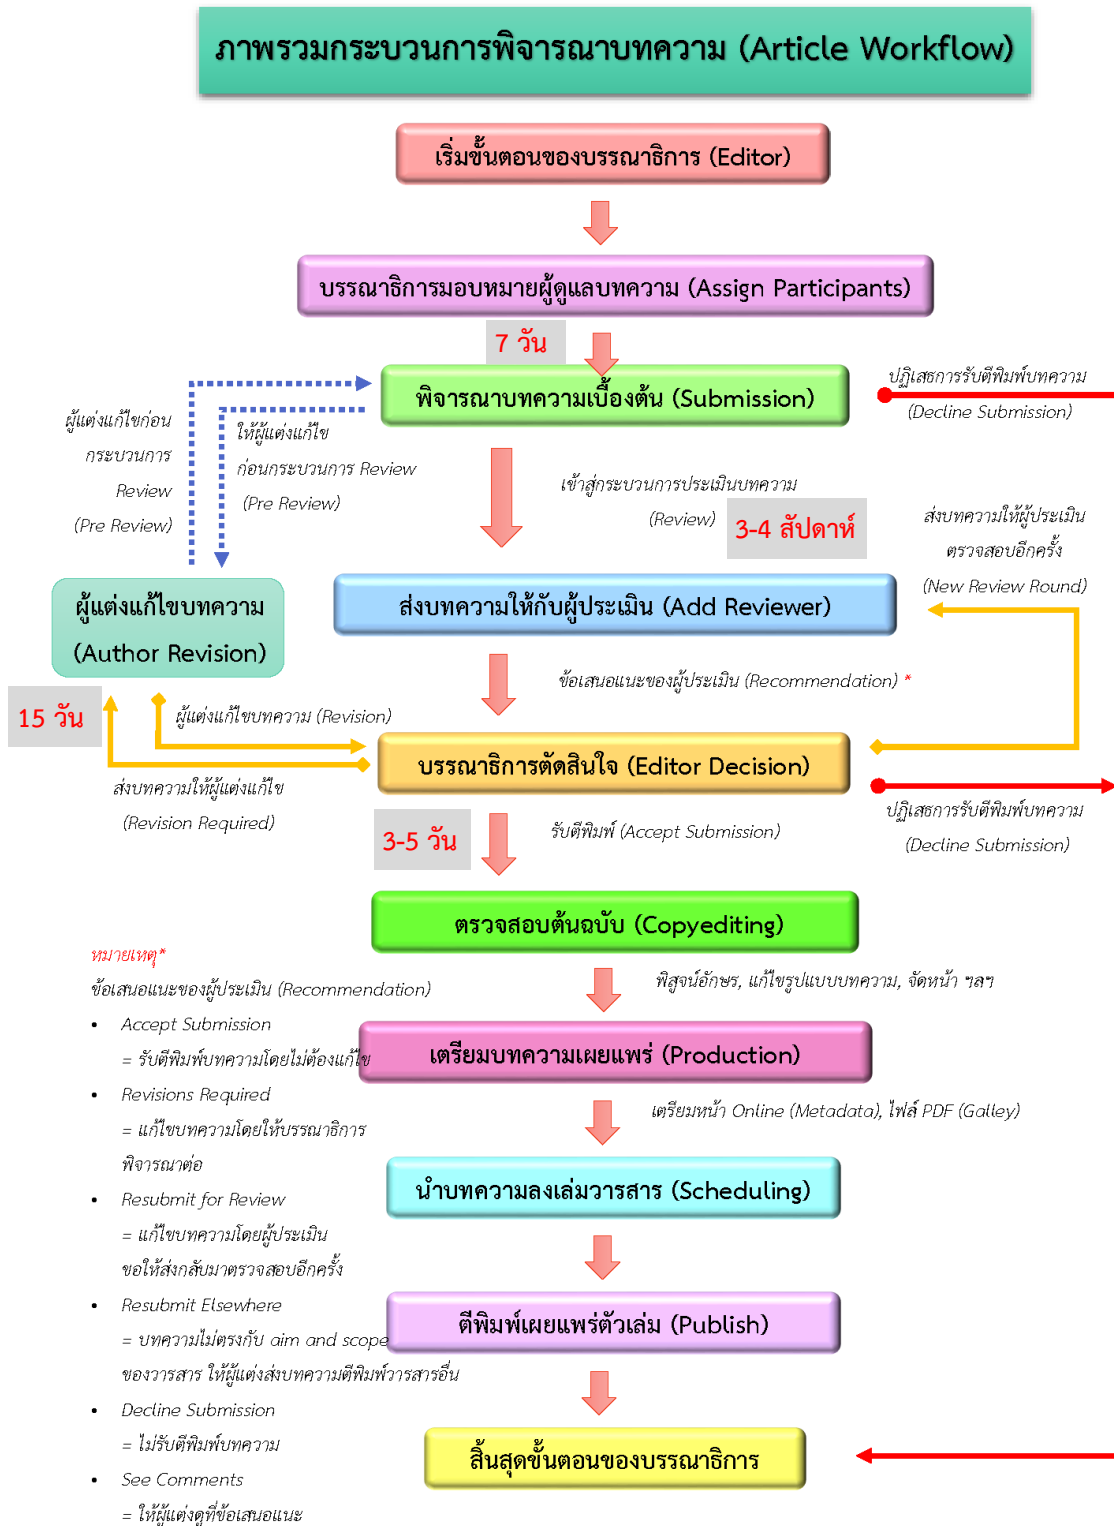 ภาพรวมกระบวนการพิจารณาบทความ (Article Workflow)
เริ่มขั้นตอนของบรรณาธิการ (Editor)
บรรณาธิการมอบหมายผู้ดูแลบทความ (Assign Participants)
7 วัน
พิจารณาบทความเบื้องต้น (Submission)
ปฏิเสธการรับตีพิมพ์บทความ
(Decline Submission)
ผู้แต่งแก้ไขก่อน
กระบวนการ
Review
(Pre Review)
ให้ผู้แต่งแก้ไข
ก่อนกระบวนการ Review
(Pre Review)
เข้าสู่กระบวนการประเมินบทความ
(Review)
3-4 สัปดาห์
ส่งบทความให้ผู้ประเมิน
ตรวจสอบอีกครั้ง
(New Review Round)
ผู้แต่งแก้ไขบทความ
(Author Revision)
ส่งบทความให้กับผู้ประเมิน (Add Reviewer)
ข้อเสนอแนะของผู้ประเมิน (Recommendation) *
15 วัน
ผู้แต่งแก้ไขบทความ (Revision)
บรรณาธิการตัดสินใจ (Editor Decision)
ส่งบทความให้ผู้แต่งแก้ไข
(Revision Required)
ปฏิเสธการรับตีพิมพ์บทความ
(Decline Submission)
3-5 วัน
รับตีพิมพ์ (Accept Submission)
ตรวจสอบต้นฉบับ (Copyediting)
พิสูจน์อักษร, แก้ไขรูปแบบบทความ, จัดหน้า ฯลฯ
เตรียมบทความเผยแพร่ (Production)
เตรียมหน้า Online (Metadata), ไฟล์ PDF (Galley)
นำบทความลงเล่มวารสาร (Scheduling)
ตีพิมพ์เผยแพร่ตัวเล่ม (Publish)
สิ้นสุดขั้นตอนของบรรณาธิการ
หมายเหตุ*
ข้อเสนอแนะของผู้ประเมิน (Recommendation)
• Accept Submission
= รับตีพิมพ์บทความโดยไม่ต้องแก้ไข
• Revisions Required
= แก้ไขบทความโดยให้บรรณาธิการ
พิจารณาต่อ
• Resubmit for Review
= แก้ไขบทความโดยผู้ประเมิน
ขอให้ส่งกลับมาตรวจสอบอีกครั้ง
• Resubmit Elsewhere
= บทความไม่ตรงกับ aim and scope
ของวารสาร ให้ผู้แต่งส่งบทความตีพิมพ์วารสารอื่น
• Decline Submission
= ไม่รับตีพิมพ์บทความ
• See Comments
= ให้ผู้แต่งดูที่ข้อเสนอแนะ